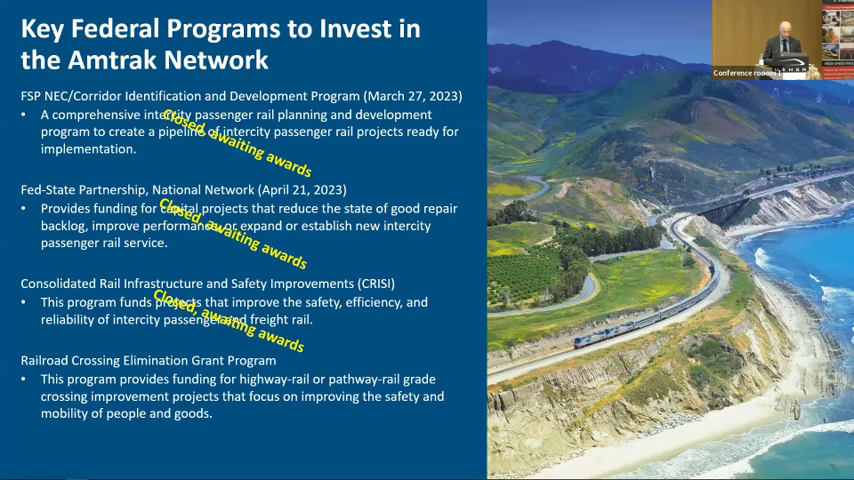 Key Federal Programs to Invest in
the Amtrak Network
FSP NEC/Corridor Identification and Development Program (March 27, 2023)
• A comprehensive intercity passenger rail planning and development
program to create a pipeline of intercity passenger rail projects ready for
implementation.
Closed, awaiting awards
Fed-State Partnership, National Network (April 21, 2023)
• Provides funding for capital projects that reduce the state of good repair
backlog, improve performance, or expand or establish new intercity
passenger rail service.
Closed, awaiting awards
Consolidated Rail Infrastructure and Safety Improvements (CRISI)
• This program funds projects that improve the safety, efficiency, and
reliability of intercity passenger and freight rail.
Closed, awaiting awards
Railroad Crossing Elimination Grant Program
• This program provides funding for highway-rail or pathway-rail grade
crossing improvement projects that focus on improving the safety and
mobility of people and goods.
Conference rooom 1